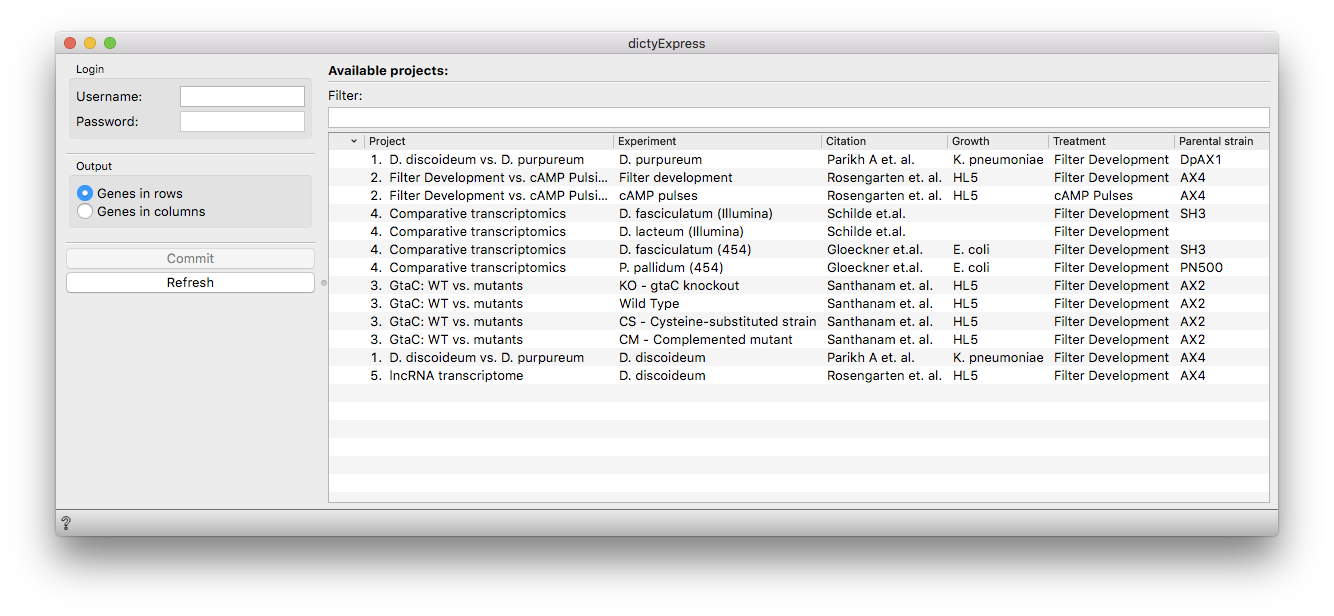 dictyExpress
Login
Username:
Password:
Output
Genes in rows
Genes in columns
Commit
Refresh
Available projects:
Filter:
Project Experiment Citation Growth Treatment Parental strain
1. D. discoideum vs. D. purpureum D. purpureum Parikh A et. al. K. pneumoniae Filter Development DpAX1
2. Filter Development vs. cAMP Pulsi... Filter development Rosengarten et. al. HL5 Filter Development AX4
2. Filter Development vs. cAMP Pulsi... cAMP pulses Rosengarten et. al. HL5 cAMP Pulses AX4
4. Comparative transcriptomics D. fasciculatum (Illumina) Schilde et.al. Filter Development SH3
4. Comparative transcriptomics D. lacteum (Illumina) Schilde et.al. Filter Development
4. Comparative transcriptomics D. fasciculatum (454) Gloeckner et.al. E. coli Filter Development SH3
4. Comparative transcriptomics P. pallidum (454) Gloeckner et.al. E. coli Filter Development PN500
3. GtaC: WT vs. mutants KO - gtaC knockout Santhanam et. al. HL5 Filter Development AX2
3. GtaC: WT vs. mutants Wild Type Santhanam et. al. HL5 Filter Development AX2
3. GtaC: WT vs. mutants CS - Cysteine-substituted strain Santhanam et. al. HL5 Filter Development AX2
3. GtaC: WT vs. mutants CM - Complemented mutant Santhanam et. al. HL5 Filter Development AX2
1. D. discoideum vs. D. purpureum D. discoideum Parikh A et. al. K. pneumoniae Filter Development AX4
5. lncRNA transcriptome D. discoideum Rosengarten et. al. HL5 Filter Development AX4
?